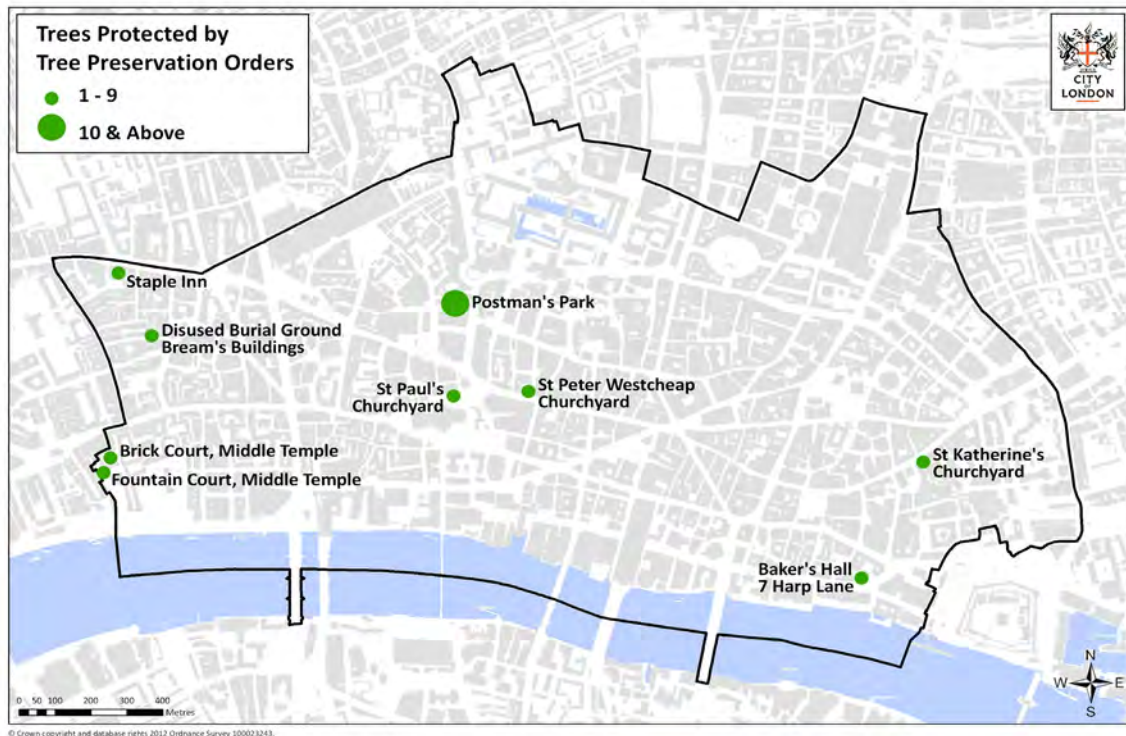 Trees Protected by
Tree Preservation Orders
1 - 9
10 & Above
CITY
OF
LONDON
Staple Inn
Postman's Park
Disused Burial Ground
Bream's Buildings
St Paul's
Churchyard
St Peter Westcheap
Churchyard
Brick Court, Middle Temple
Fountain Court, Middle Temple
St Katherine's
Churchyard
Baker's Hall
7 Harp Lane
N
W E
S
0 50 100 200 300 400
Metres
© Crown copyright and database rights 2012 Ordnance Survey 100023243.